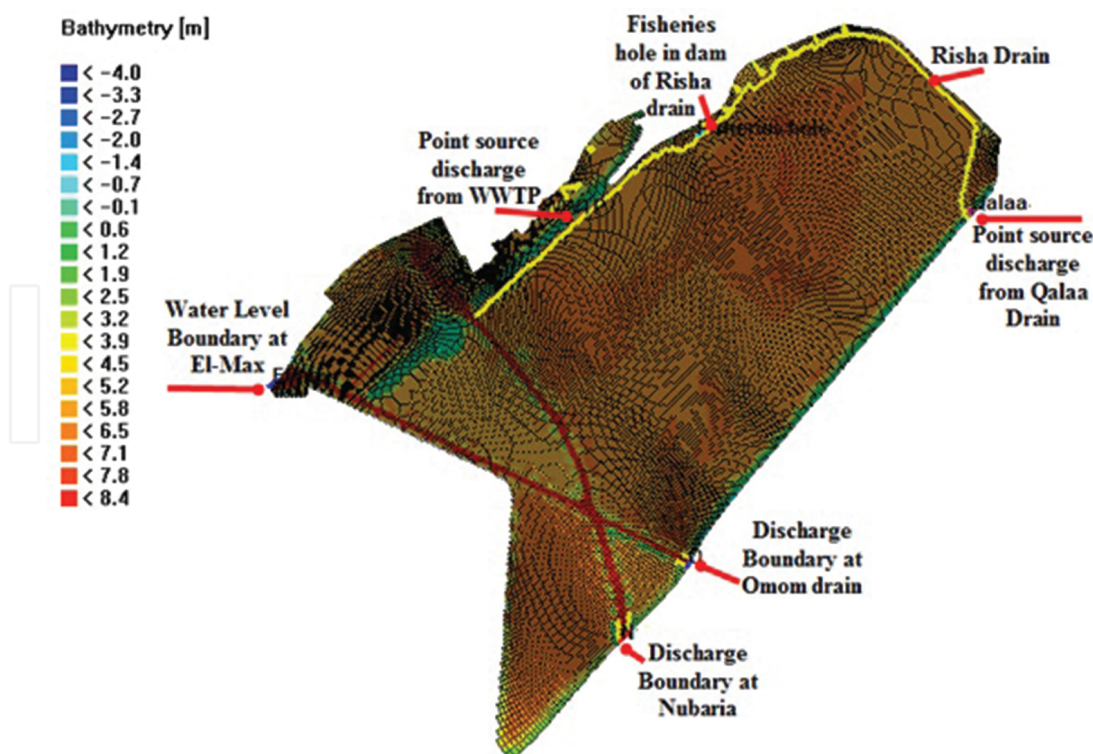 Bathymetry [m]
< -4.0
< -3.3
< -2.7
< -2.0
< -1.4
< -0.7
< -0.1
< 0.6
< 1.2
< 1.9
< 2.5
< 3.2
< 3.9
< 4.5
< 5.2
< 5.8
< 6.5
< 7.1
< 7.8
< 8.4
Fisheries
hole in dam
of Risha
drain
Risha Drain
Point source
discharge
from WWTP
Point source
discharge
from Qalaa
Drain
Water Level
Boundary at
El-Max
Discharge
Boundary at
Omom drain
Discharge
Boundary at
Nubaria